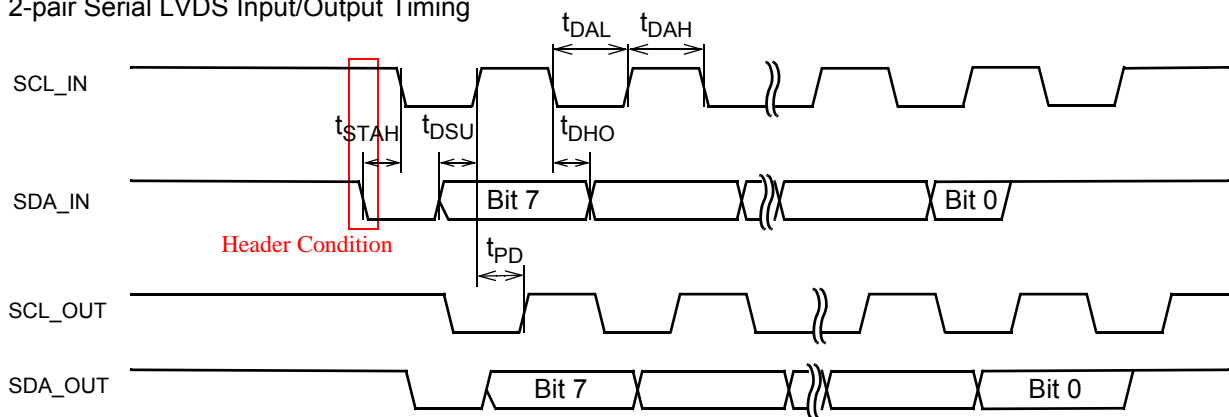 2-pair Serial LVDS Input/Output Timing
tDAL tDAH
SCL_IN
tSTAH tDSU tDHO
SDA_IN
Bit 7
Bit 0
Header Condition
tPD
SCL_OUT
SDA_OUT
Bit 7
Bit 0